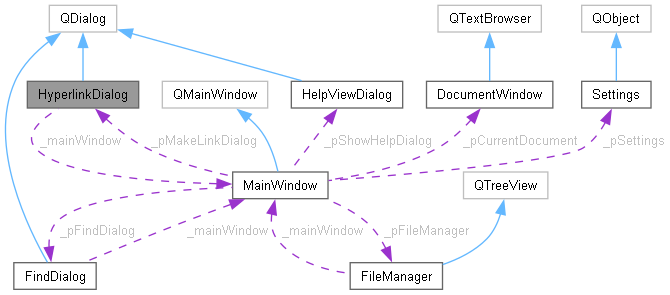 QDialog
QTextBrowser
QObject
HyperlinkDialog
QMainWindow
HelpViewDialog
DocumentWindow
Settings
_mainWindow
_pMakeLinkDialog
_pShowHelpDialog
_pCurrentDocument
_pSettings
MainWindow
QTreeView
_pFindDialog
_mainWindow
_mainWindow
_pFileManager
FindDialog
FileManager